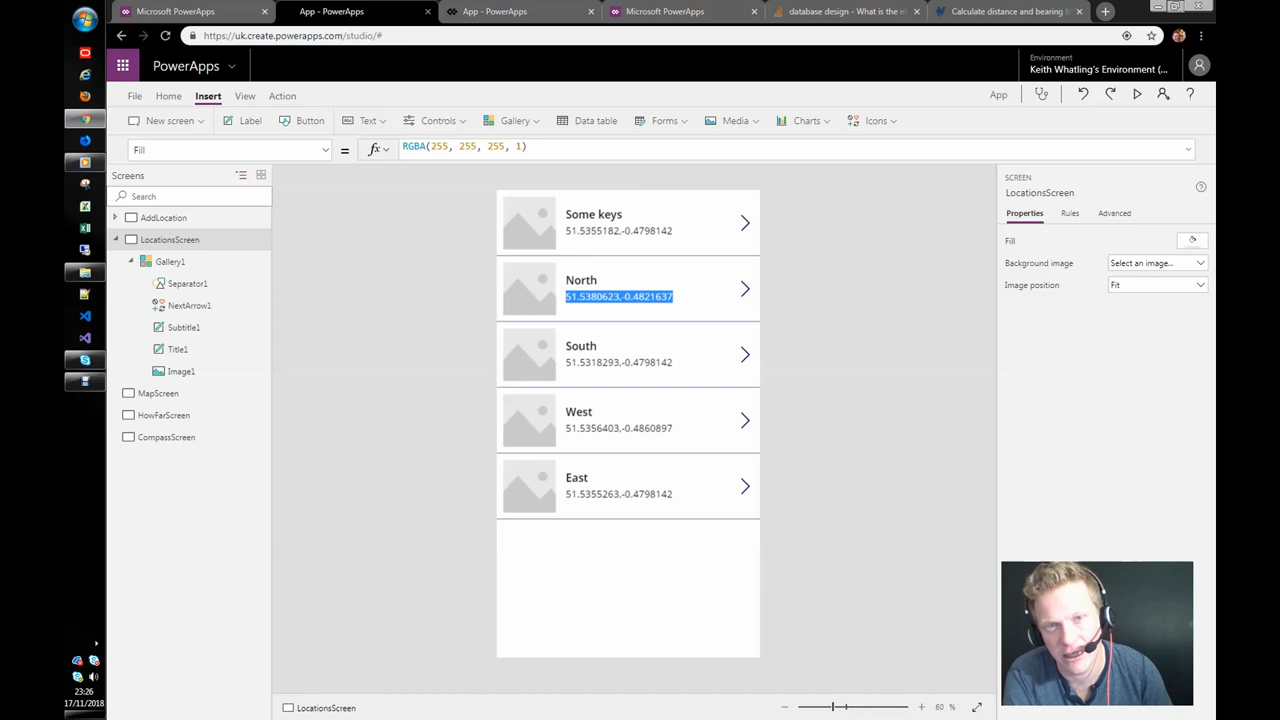 Microsoft PowerApps
App - PowerApps
App - PowerApps
Microsoft PowerApps
database design - What is the m
Calculate distance and bearing b
https://uk.create.powerapps.com/studio/#
PowerApps
Environment
Keith Whatling's Environment (...
File
Home
Insert
View
Action
App
New screen
Label
Button
Text
Controls
Gallery
Data table
Forms
Media
Charts
Icons
Fill
=
fx
RGBA(255, 255, 255, 1)
Screens
Search
AddLocation
LocationsScreen
Gallery1
Separator1
NextArrow1
Subtitle1
Title1
Image1
MapScreen
HowFarScreen
CompassScreen
Some keys
51.5355182,-0.4798142
North
51.5380623,-0.4821637
South
51.5318293,-0.4798142
West
51.5356403,-0.4860897
East
51.5355263,-0.4798142
SCREEN
LocationsScreen
Properties
Rules
Advanced
Fill
Background image
Select an image...
Image position
Fit
LocationsScreen
60 %
23:26
17/11/2018